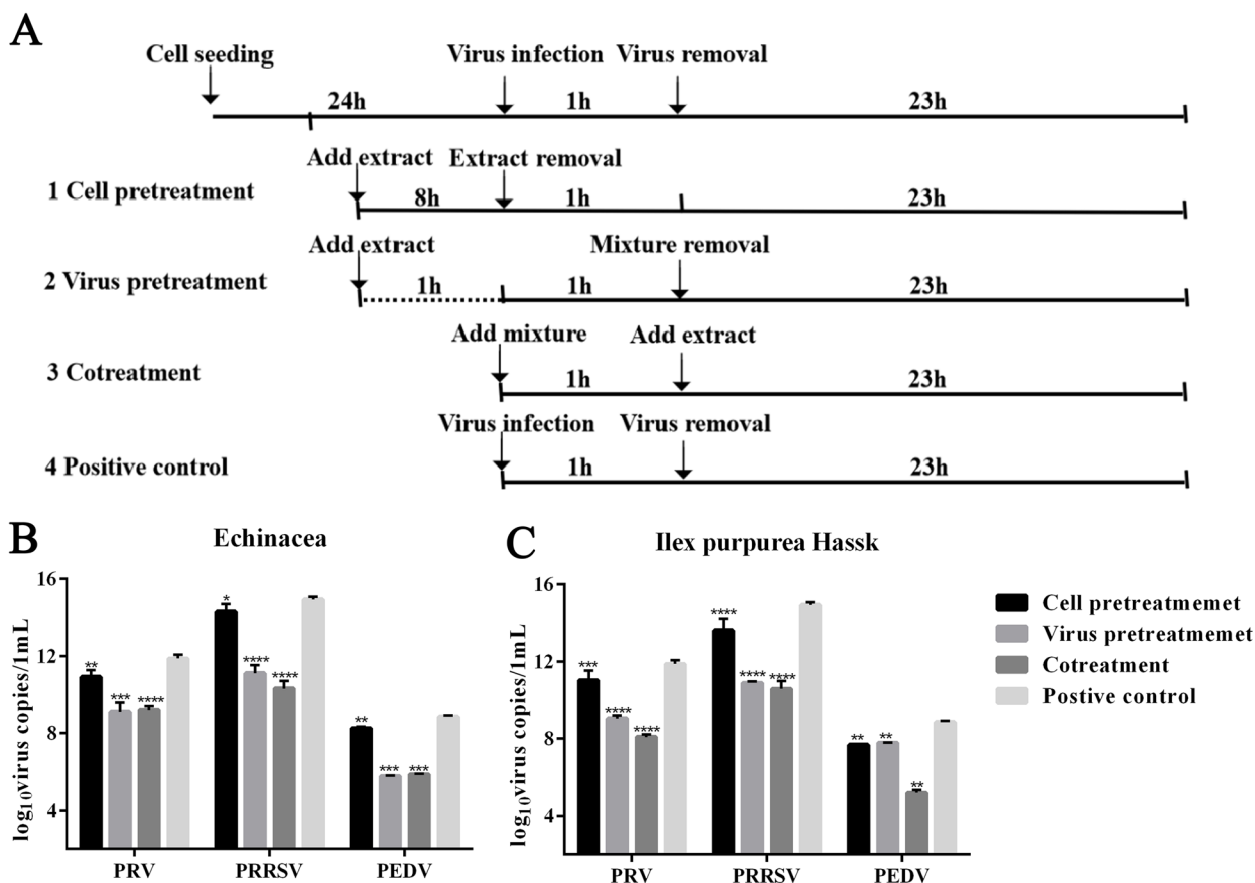 A
Cell seeding
Virus infection
Virus removal
24h
1h
23h
Add extract
Extract removal
1 Cell pretreatment
8h
1h
23h
Add extract
Mixture removal
2 Virus pretreatment
1h
1h
23h
Add mixture
Add extract
3 Cotreatment
1h
23h
Virus infection
Virus removal
4 Positive control
1h
23h
B
Echinacea
log10virus copies/1mL
16
12
8
4
**
***
****
*
****
****
**
***
***
PRV
PRRSV
PEDV
C
Ilex purpurea Hassk
log10virus copies/1mL
16
12
8
4
***
****
****
****
****
****
**
**
**
PRV
PRRSV
PEDV
Cell pretreatmemet
Virus pretreatmemet
Cotreatment
Postive control